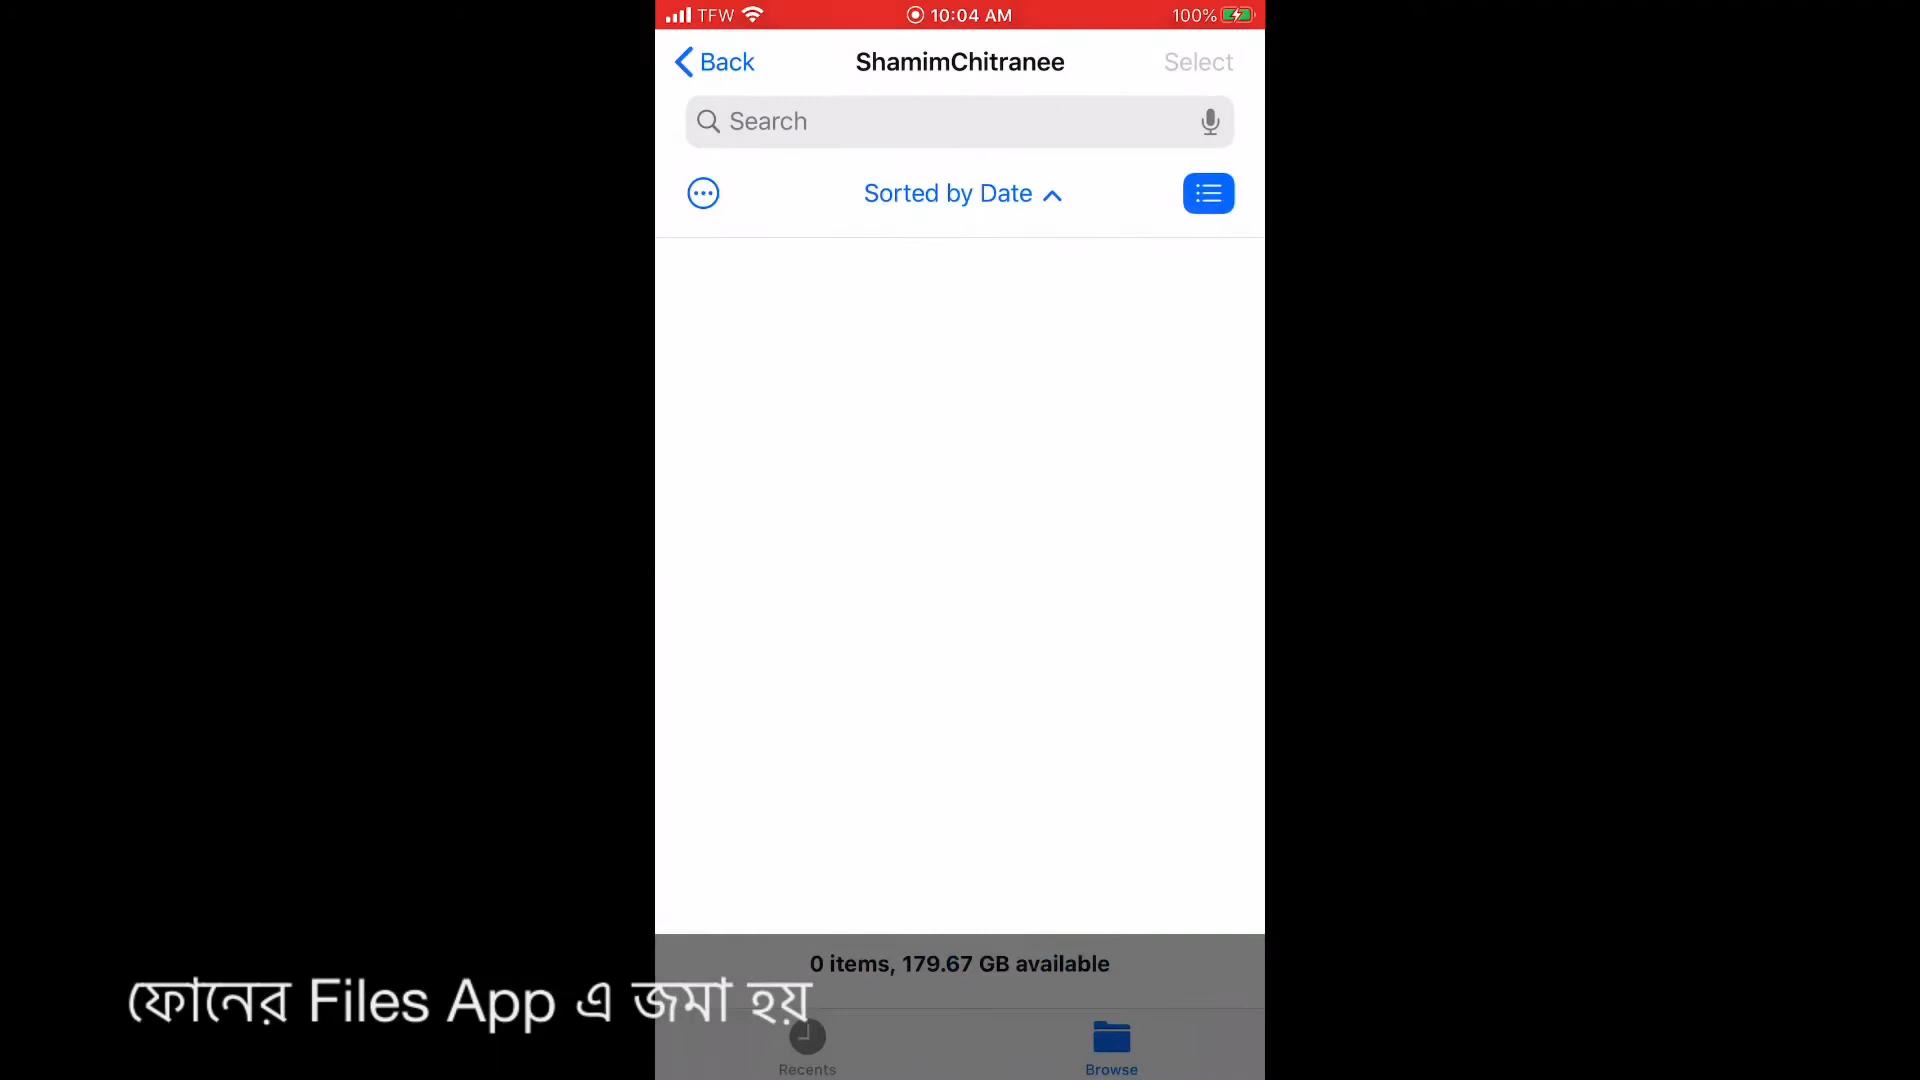 TFW 10:04 AM 100%
Back ShamimChitranee Select
Search
Sorted by Date
0 items, 179.67 GB available
ফোনের Files App এ জমা হয়
Recents Browse